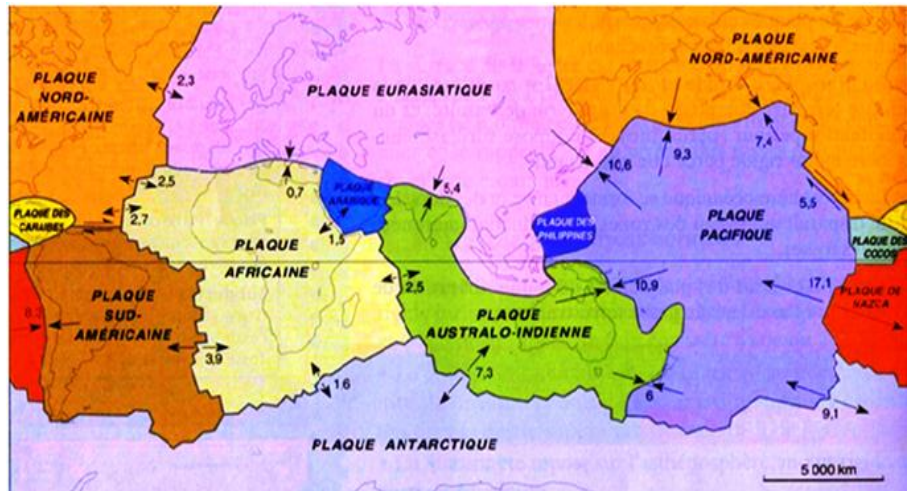 PLAQUE
NORD-
AMÉRICAINE
2,3
PLAQUE EURASIATIQUE
PLAQUE
NORD-AMÉRICAINE
7,4
9,3
10,6
2,5
0,7
PLAQUE
ARABIQUE
5,4
5,5
PLAQUE DES
CARAIBES
2,7
1,5
PLAQUE DES
PHILIPPINES
PLAQUE
PACIFIQUE
PLAQUE
DES
COCOS
PLAQUE
AFRICAINE
2,5
10,9
17,1
PLAQUE DE
NAZCA
PLAQUE
SUD-
AMÉRICAINE
PLAQUE
AUSTRALO-INDIENNE
3,9
7,3
1 6
6
9,1
PLAQUE ANTARCTIQUE
5 000 km